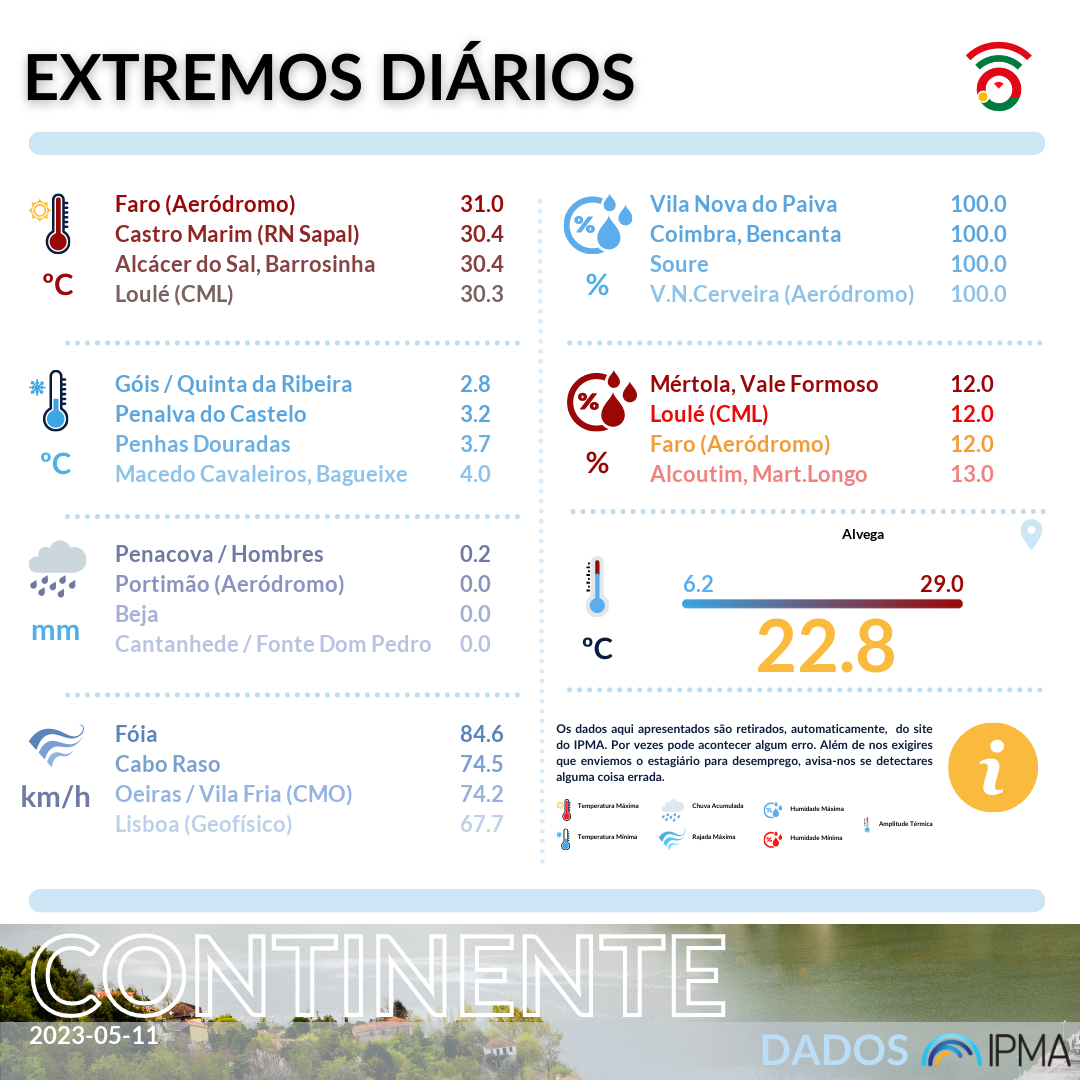 EXTREMOS DIÁRIOS
Faro (Aeródromo) 31.0
Castro Marim (RN Sapal) 30.4
Alcácer do Sal, Barrosinha 30.4
Loulé (CML) 30.3
ºC
Vila Nova do Paiva 100.0
Coimbra, Bencanta 100.0
Soure 100.0
V.N.Cerveira (Aeródromo) 100.0
%
%
Góis / Quinta da Ribeira 2.8
Penalva do Castelo 3.2
Penhas Douradas 3.7
Macedo Cavaleiros, Bagueixe 4.0
ºC
Mértola, Vale Formoso 12.0
Loulé (CML) 12.0
Faro (Aeródromo) 12.0
Alcoutim, Mart.Longo 13.0
%
%
Penacova / Hombres 0.2
Portimão (Aeródromo) 0.0
Beja 0.0
Cantanhede / Fonte Dom Pedro 0.0
mm
Alvega
6.2 29.0
22.8
ºC
Fóia 84.6
Cabo Raso 74.5
Oeiras / Vila Fria (CMO) 74.2
Lisboa (Geofísico) 67.7
km/h
Os dados aqui apresentados são retirados, automaticamente, do site
do IPMA. Por vezes pode acontecer algum erro. Além de nos exigires
que enviemos o estagiário para desemprego, avisa-nos se detectares
alguma coisa errada.
i
Temperatura Máxima
Chuva Acumulada
Humidade Máxima
Amplitude Térmica
Temperatura Mínima
Rajada Máxima
Humidade Mínima
CONTINENTE
2023-05-11
DADOS IPMA